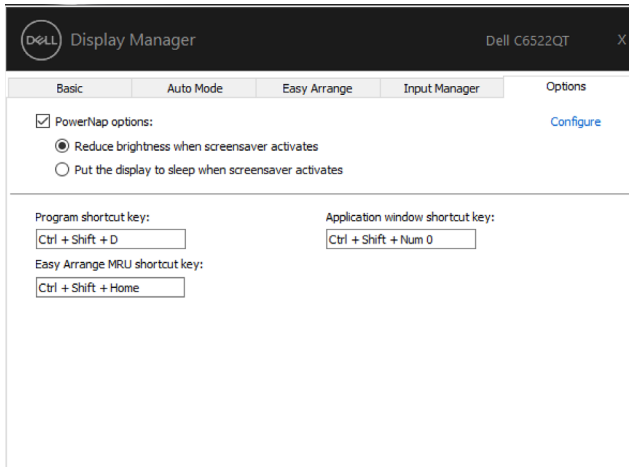 DELL Display Manager
Dell C6522QT X
Basic Auto Mode Easy Arrange Input Manager Options
PowerNap options: Configure
Reduce brightness when screensaver activates
Put the display to sleep when screensaver activates
Program shortcut key: Application window shortcut key:
Ctrl + Shift + D Ctrl + Shift + Num 0
Easy Arrange MRU shortcut key:
Ctrl + Shift + Home